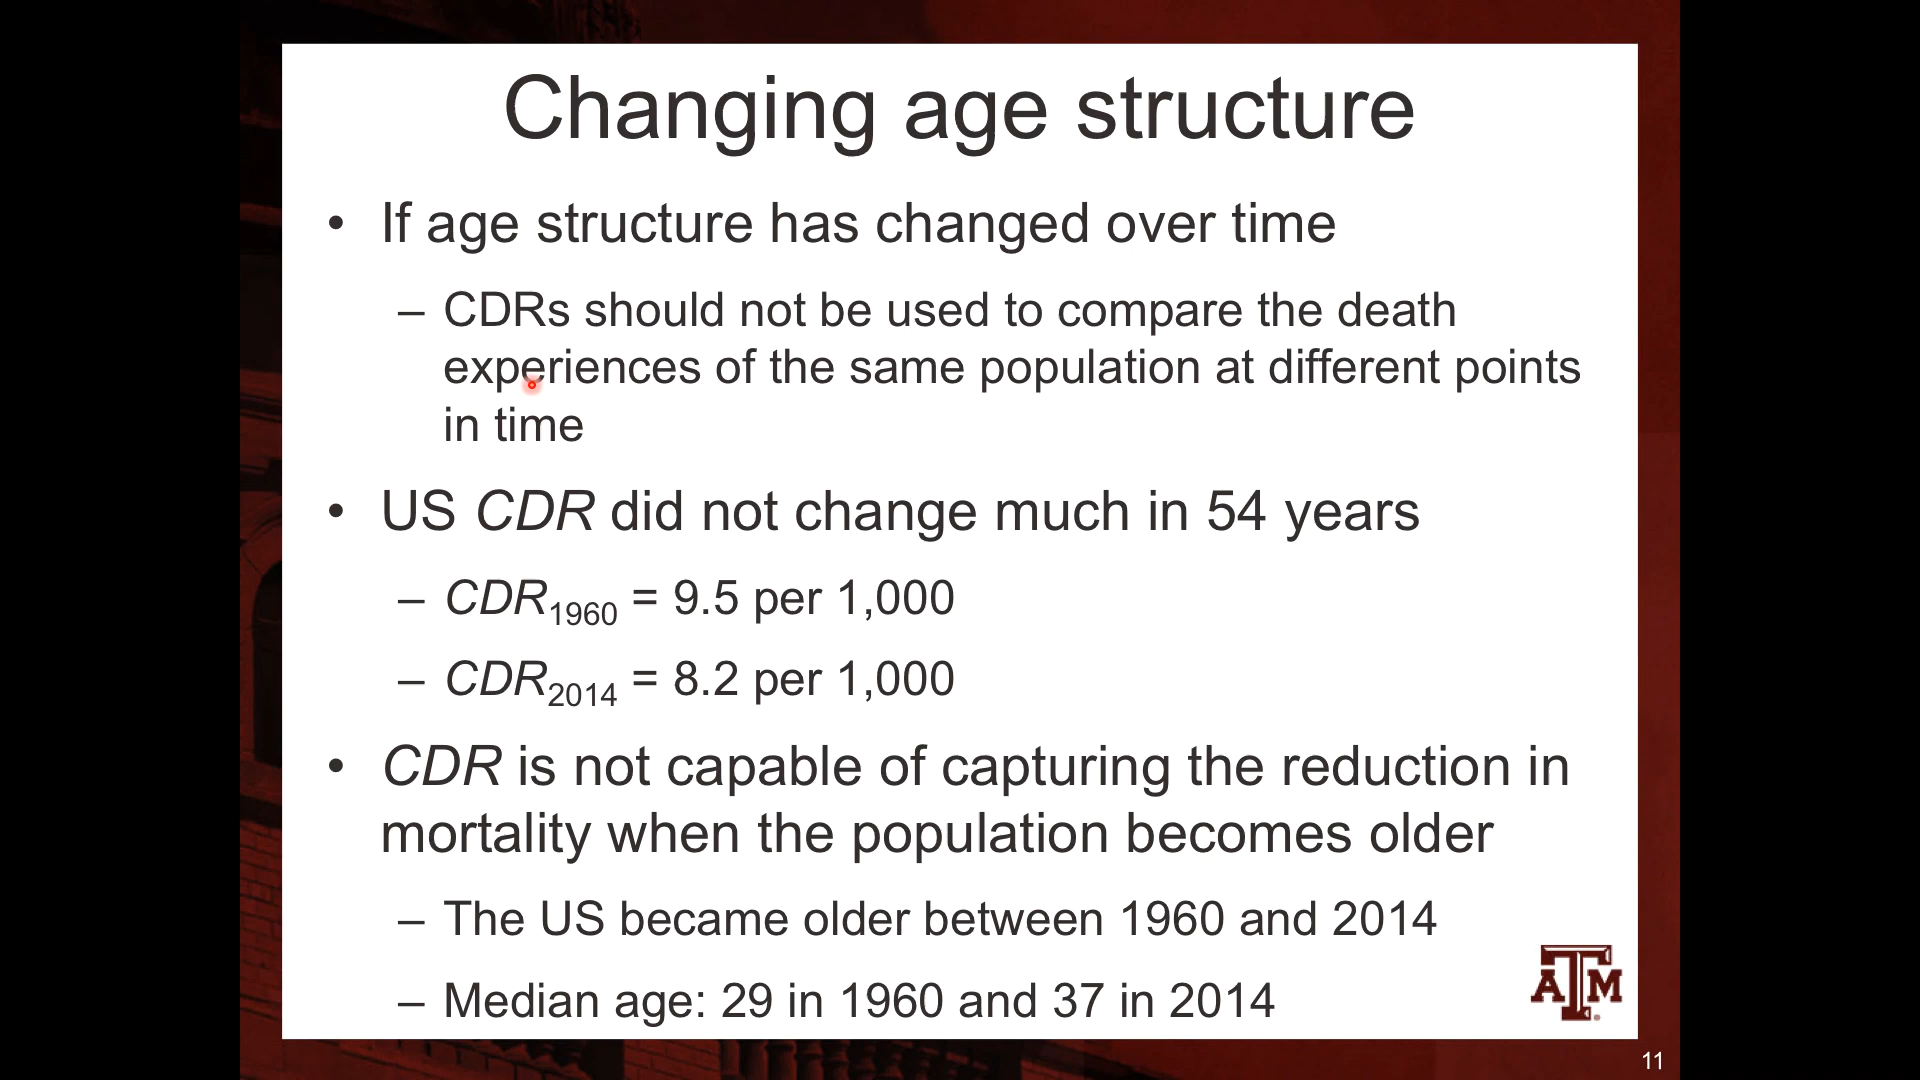 Changing age structure
• If age structure has changed over time
– CDRs should not be used to compare the death
experiences of the same population at different points
in time
• US CDR did not change much in 54 years
– CDR1960 = 9.5 per 1,000
– CDR2014 = 8.2 per 1,000
• CDR is not capable of capturing the reduction in
mortality when the population becomes older
– The US became older between 1960 and 2014
– Median age: 29 in 1960 and 37 in 2014
ATM®
11